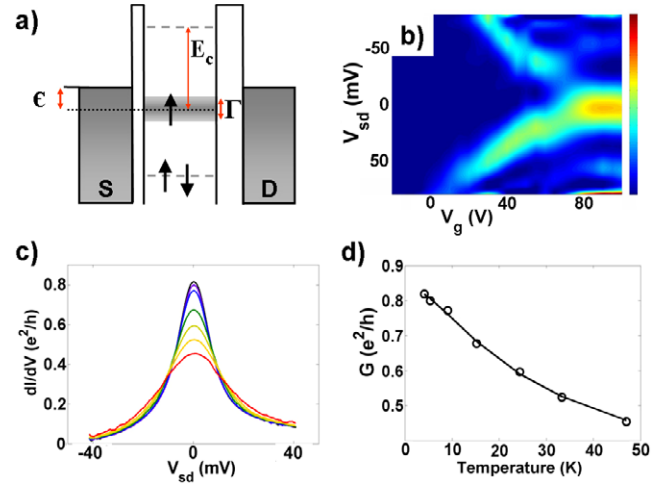 a)
E_c
ϵ
Γ
S
D
b)
-50
0
50
V_sd (mV)
0
40
80
V_g (V)
c)
0.8
0.6
0.4
0.2
0
dI/dV (e²/h)
-40
0
40
V_sd (mV)
d)
0.9
0.8
0.7
0.6
0.5
G (e²/h)
0
10
20
30
40
50
Temperature (K)